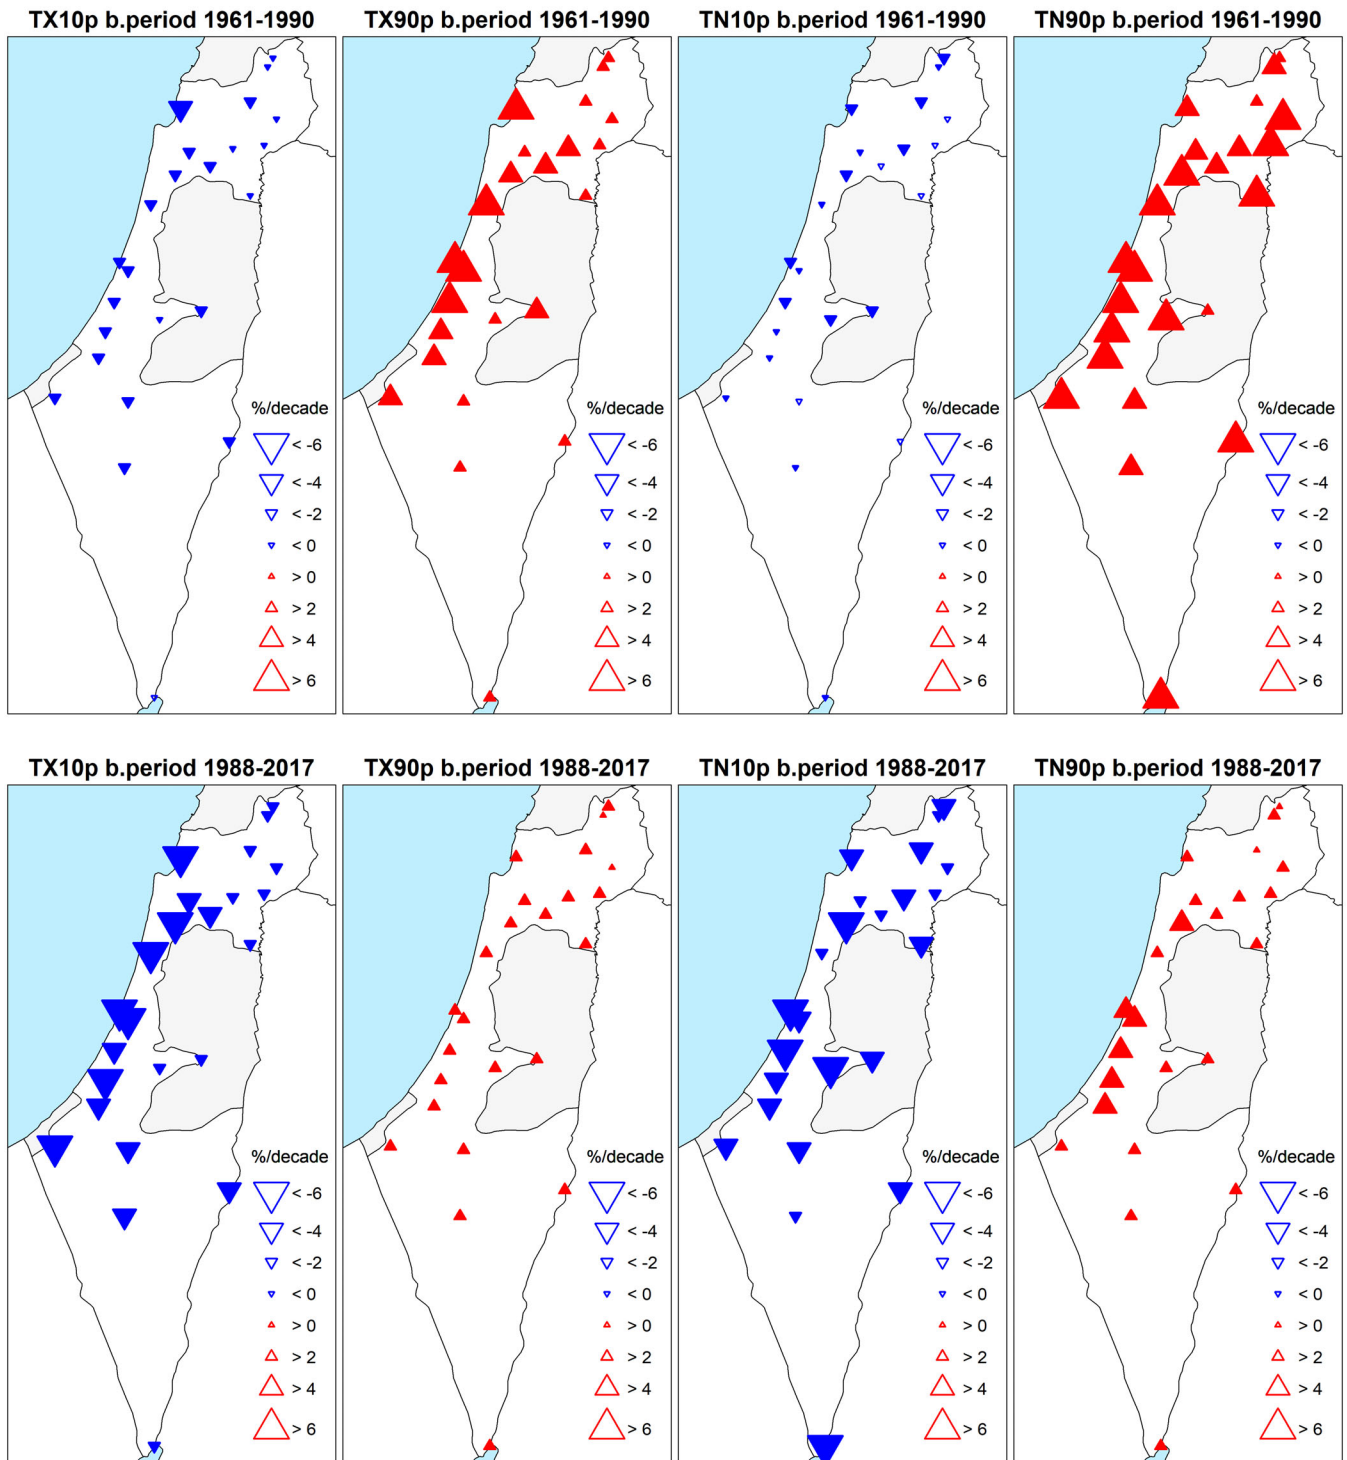 TX10p b.period 1961-1990 TX90p b.period 1961-1990 TN10p b.period 1961-1990 TN90p b.period 1961-1990
%/decade %/decade %/decade %/decade
< -6 < -6 < -6 < -6
< -4 < -4 < -4 < -4
< -2 < -2 < -2 < -2
< 0 < 0 < 0 < 0
> 0 > 0 > 0 > 0
> 2 > 2 > 2 > 2
> 4 > 4 > 4 > 4
> 6 > 6 > 6 > 6
TX10p b.period 1988-2017 TX90p b.period 1988-2017 TN10p b.period 1988-2017 TN90p b.period 1988-2017
%/decade %/decade %/decade %/decade
< -6 < -6 < -6 < -6
< -4 < -4 < -4 < -4
< -2 < -2 < -2 < -2
< 0 < 0 < 0 < 0
> 0 > 0 > 0 > 0
> 2 > 2 > 2 > 2
> 4 > 4 > 4 > 4
> 6 > 6 > 6 > 6